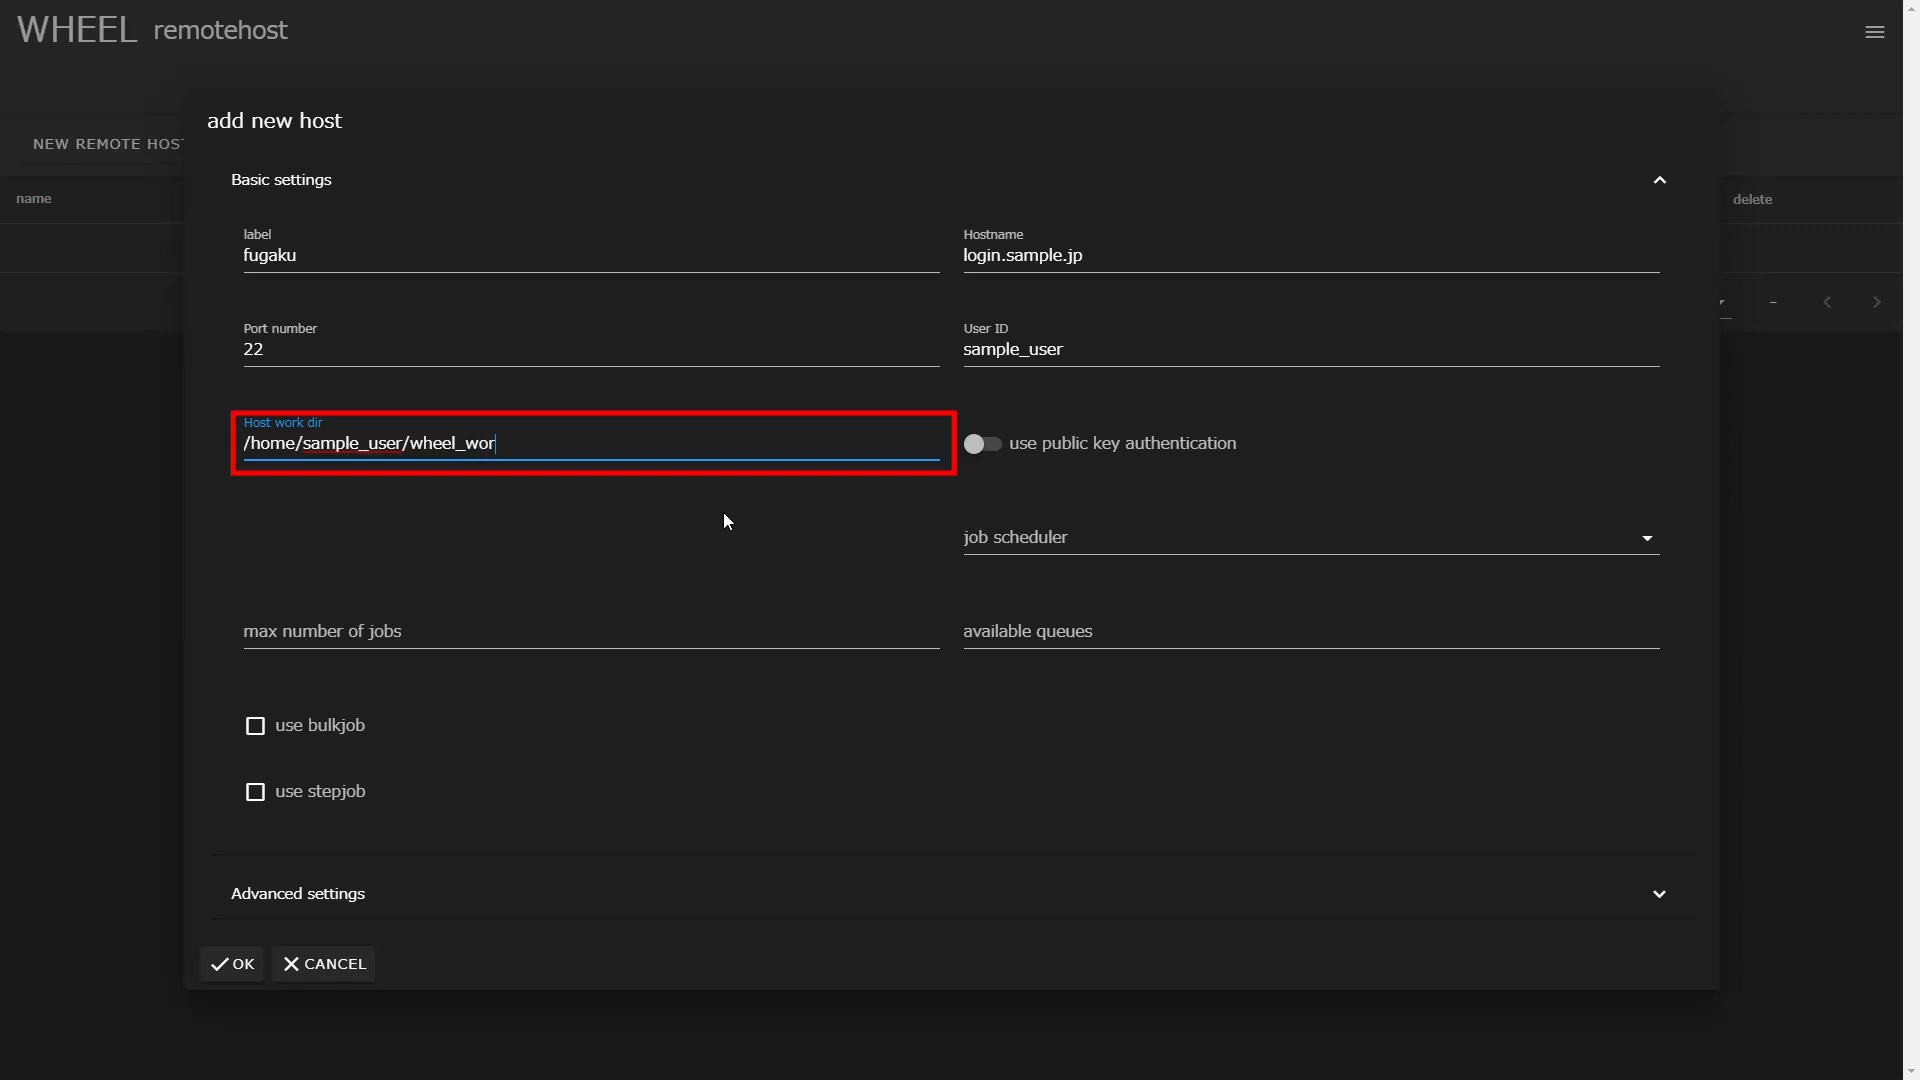 WHEEL remotehost
add new host
NEW REMOTE HOST
Basic settings
name
delete
label
fugaku
Hostname
login.sample.jp
Port number
22
User ID
sample_user
Host work dir
/home/sample_user/wheel_wor
use public key authentication
job scheduler
max number of jobs
available queues
use bulkjob
use stepjob
Advanced settings
OK
CANCEL
–